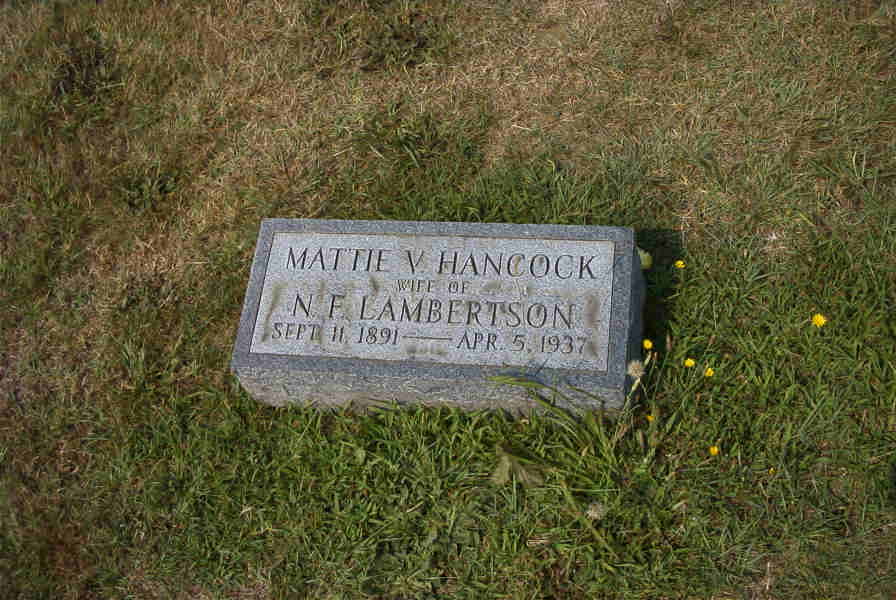 MATTIE V. HANCOCK
WIFE OF
N. F. LAMBERTSON
SEPT. 11, 1891 — APR. 5, 1937